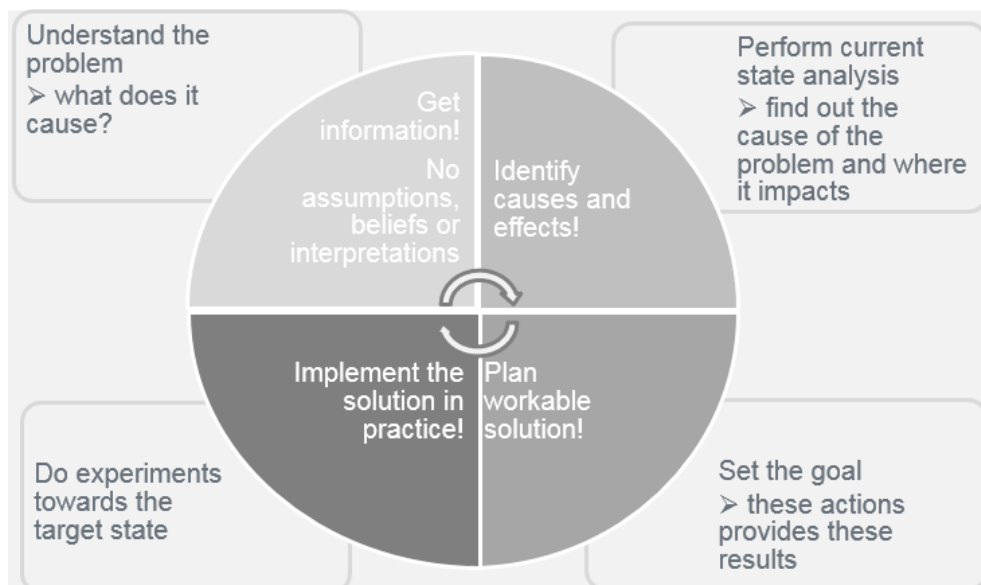 Understand the
problem
➢ what does it
cause?
Get
information!
No
assumptions,
beliefs or
interpretations
Identify
causes and
effects!
Perform current
state analysis
➢ find out the
cause of the
problem and where
it impacts
Implement the
solution in
practice!
Plan
workable
solution!
Do experiments
towards the
target state
Set the goal
➢ these actions
provides these
results